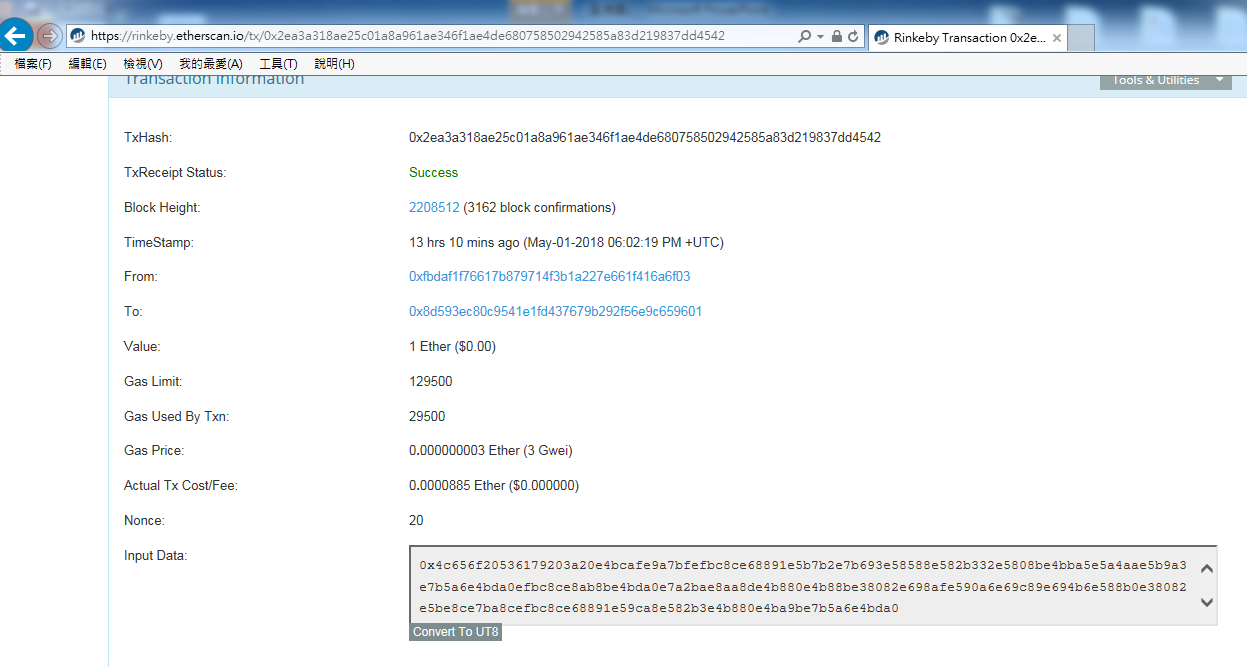 https://rinkeby.etherscan.io/tx/0x2ea3a318ae25c01a8a961ae346f1ae4de680758502942585a83d219837dd4542
Rinkeby Transaction 0x2e...
檔案(F) 編輯(E) 檢視(V) 我的最愛(A) 工具(T) 說明(H)
Transaction Information
Tools & Utilities
TxHash: 0x2ea3a318ae25c01a8a961ae346f1ae4de680758502942585a83d219837dd4542
TxReceipt Status: Success
Block Height: 2208512 (3162 block confirmations)
TimeStamp: 13 hrs 10 mins ago (May-01-2018 06:02:19 PM +UTC)
From: 0xfbdaf1f76617b879714f3b1a227e661f416a6f03
To: 0x8d593ec80c9541e1fd437679b292f56e9c659601
Value: 1 Ether ($0.00)
Gas Limit: 129500
Gas Used By Txn: 29500
Gas Price: 0.000000003 Ether (3 Gwei)
Actual Tx Cost/Fee: 0.0000885 Ether ($0.000000)
Nonce: 20
Input Data:
0x4c656f20536179203a20e4bcafe9a7bfefbc8ce68891e5b7b2e7b693e58588e582b332e5808be4bba5e5a4aae5b9a3
e7b5a6e4bda0efbc8ce8ab8be4bda0e7a2bae8aa8de4b880e4b88be38082e698afe590a6e69c89e694b6e588b0e38082
e5be8ce7ba8cefbc8ce68891e59ca8e582b3e4b880e4ba9be7b5a6e4bda0
Convert To UT8